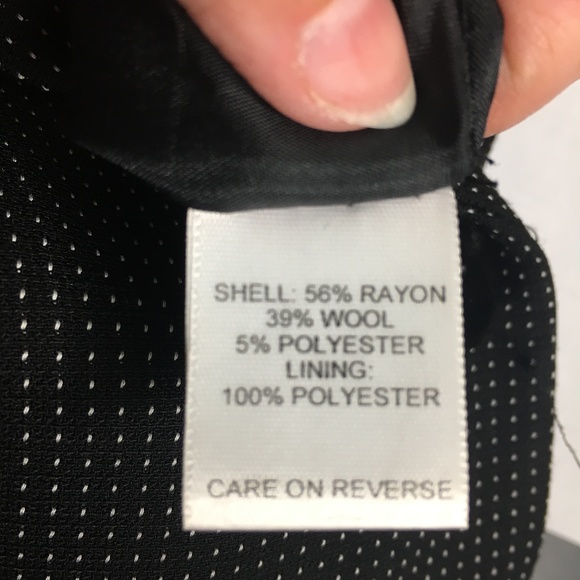 SHELL: 56% RAYON
39% WOOL
5% POLYESTER
LINING:
100% POLYESTER
CARE ON REVERSE